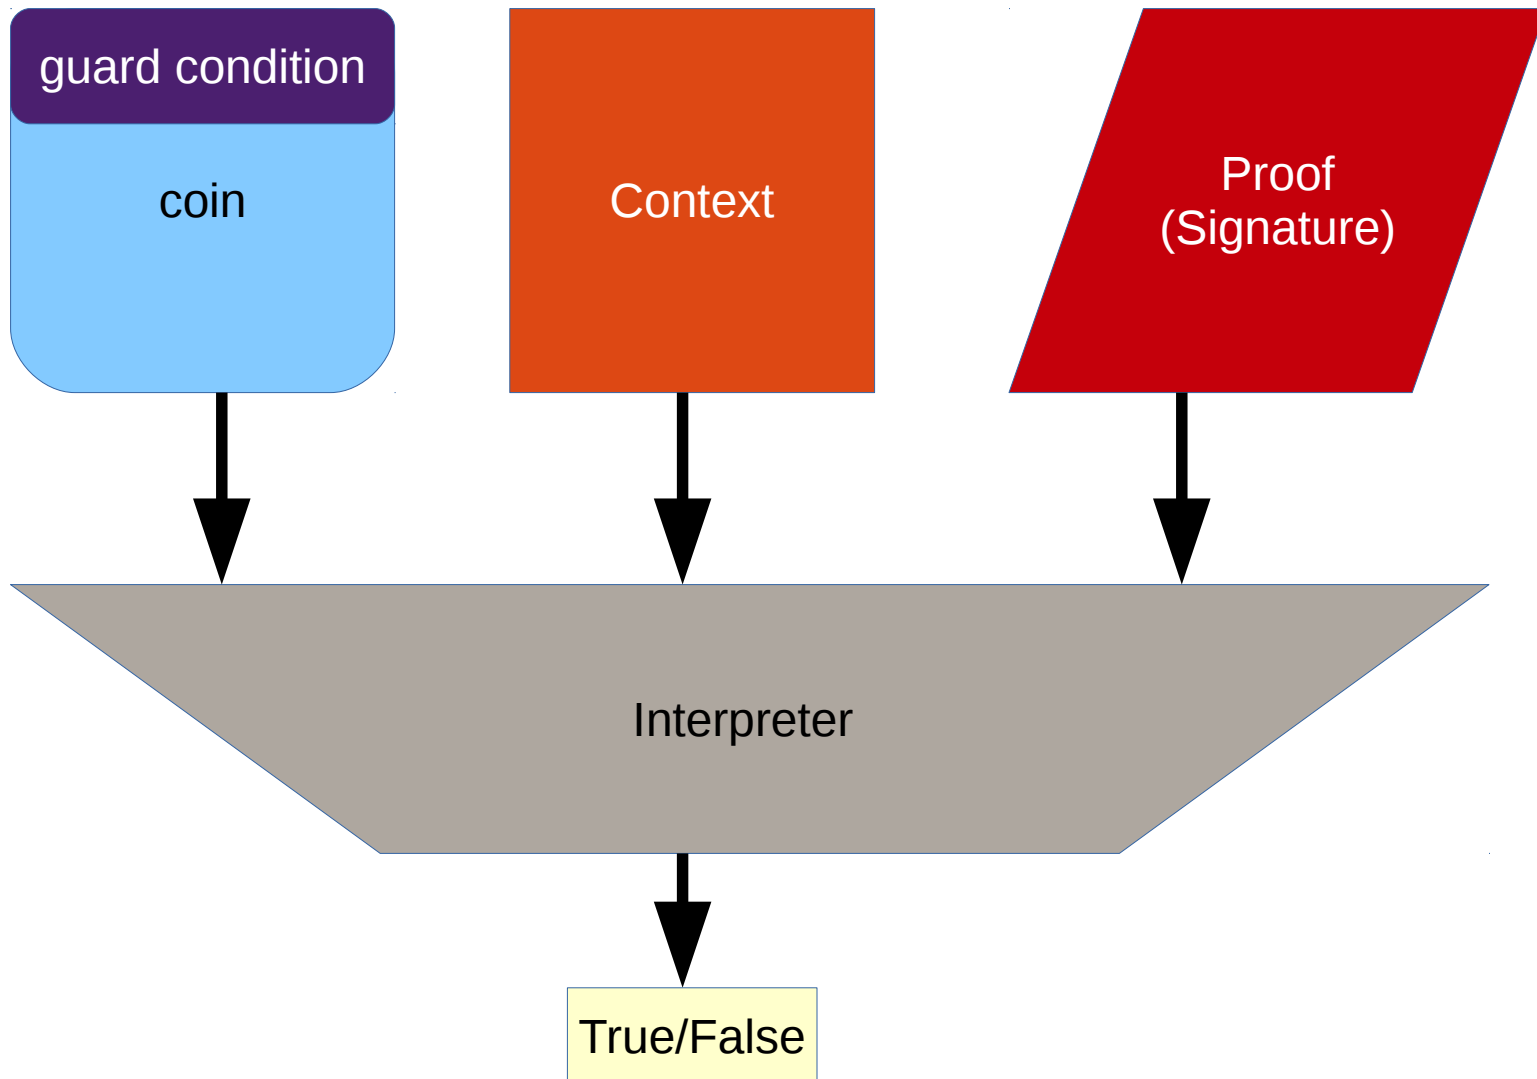 guard condition
coin
Context
Proof
(Signature)
Interpreter
True/False